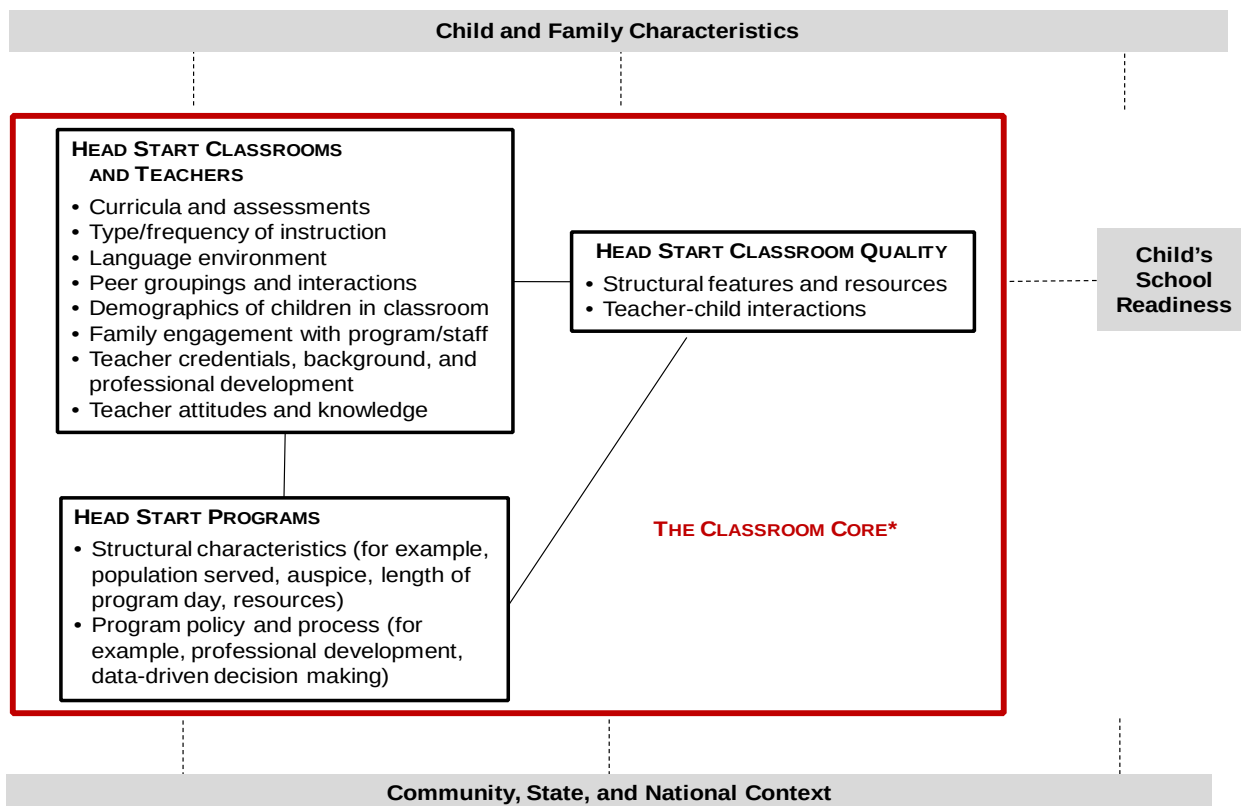 Child and Family Characteristics
HEAD START CLASSROOMS
AND TEACHERS
• Curricula and assessments
• Type/frequency of instruction
• Language environment
• Peer groupings and interactions
• Demographics of children in classroom
• Family engagement with program/staff
• Teacher credentials, background, and
professional development
• Teacher attitudes and knowledge
HEAD START CLASSROOM QUALITY
• Structural features and resources
• Teacher-child interactions
Child’s
School
Readiness
HEAD START PROGRAMS
• Structural characteristics (for example,
population served, auspice, length of
program day, resources)
• Program policy and process (for
example, professional development,
data-driven decision making)
THE CLASSROOM CORE*
Community, State, and National Context